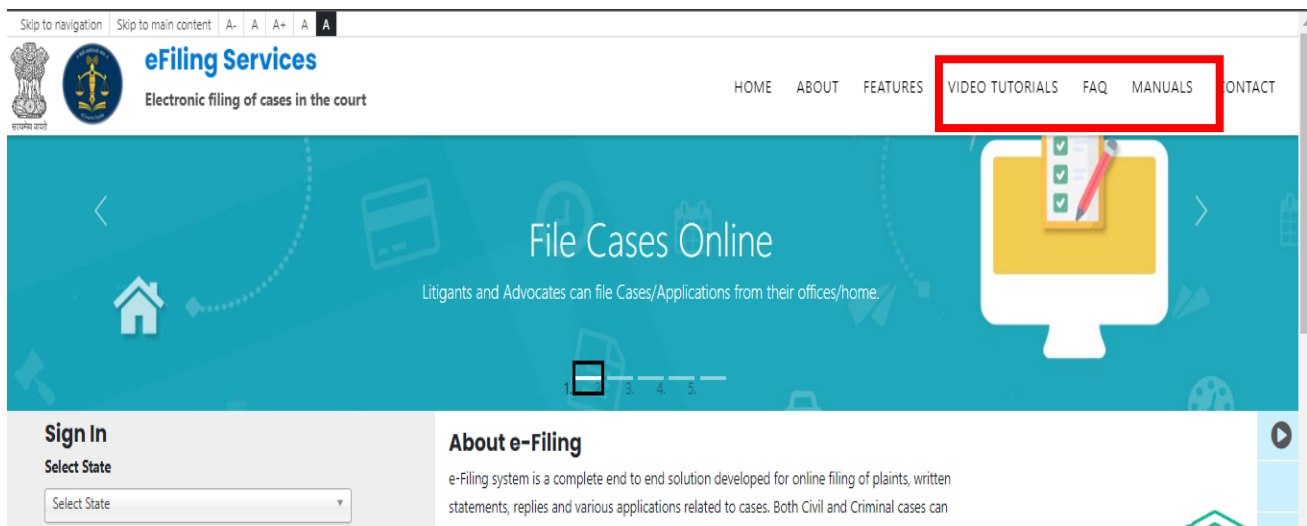 Skip to navigation Skip to main content A- A A+ A A
eFiling Services
Electronic filing of cases in the court
सत्यमेव जयते
HOME ABOUT FEATURES VIDEO TUTORIALS FAQ MANUALS CONTACT
File Cases Online
Litigants and Advocates can file Cases/Applications from their offices/home.
1. 2. 3. 4. 5.
Sign In
Select State
Select State
About e-Filing
e-Filing system is a complete end to end solution developed for online filing of plaints, written
statements, replies and various applications related to cases. Both Civil and Criminal cases can